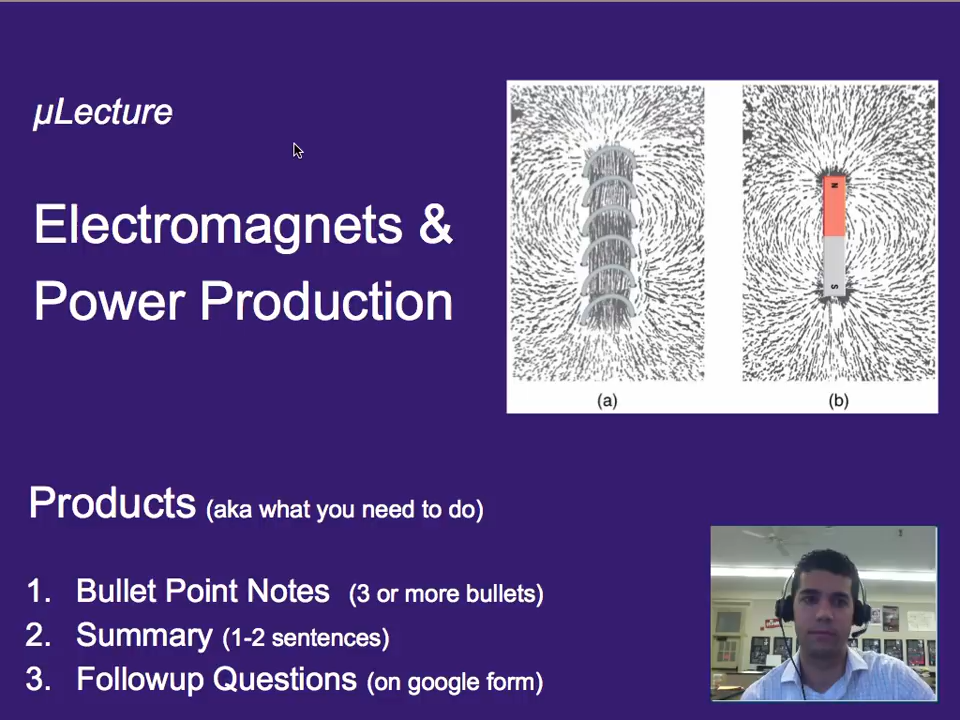 µLecture
Electromagnets &
Power Production
N
S
(a)
(b)
Products (aka what you need to do)
1. Bullet Point Notes (3 or more bullets)
2. Summary (1-2 sentences)
3. Followup Questions (on google form)